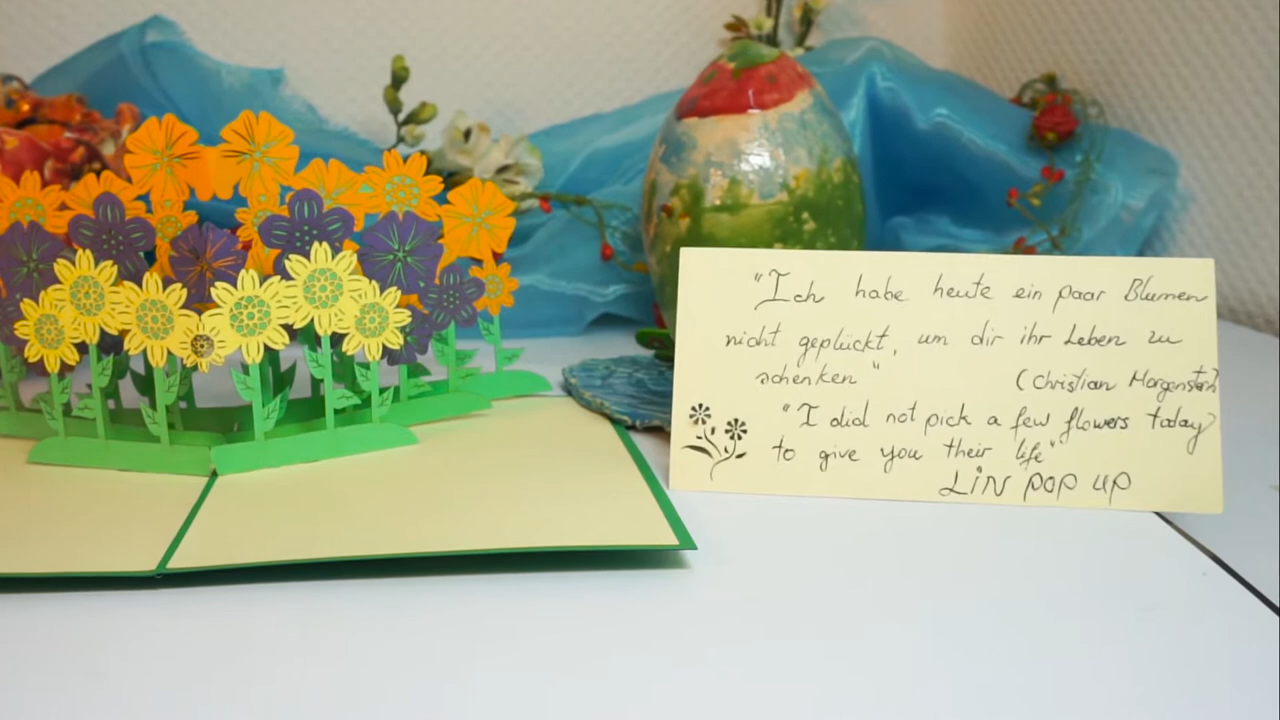 "Ich habe heute ein paar Blumen
nicht geplückt, um dir ihr Leben zu
schenken" (Christian Morgenstern)
"I did not pick a few flowers today
to give you their life"
LiN POP UP